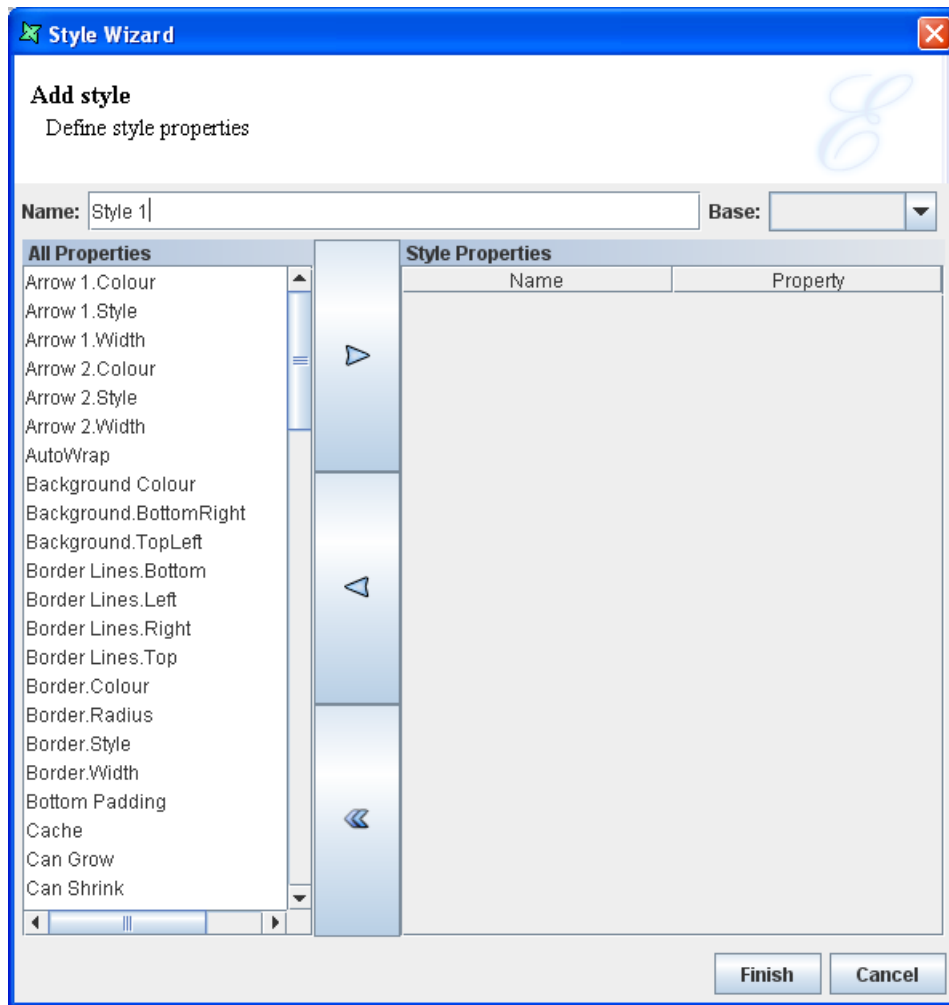 Style Wizard
Add style
Define style properties
Name: Style 1 Base:
All Properties
Arrow 1.Colour
Arrow 1.Style
Arrow 1.Width
Arrow 2.Colour
Arrow 2.Style
Arrow 2.Width
AutoWrap
Background Colour
Background.BottomRight
Background.TopLeft
Border Lines.Bottom
Border Lines.Left
Border Lines.Right
Border Lines.Top
Border.Colour
Border.Radius
Border.Style
Border.Width
Bottom Padding
Cache
Can Grow
Can Shrink
Style Properties
Name Property
Finish Cancel